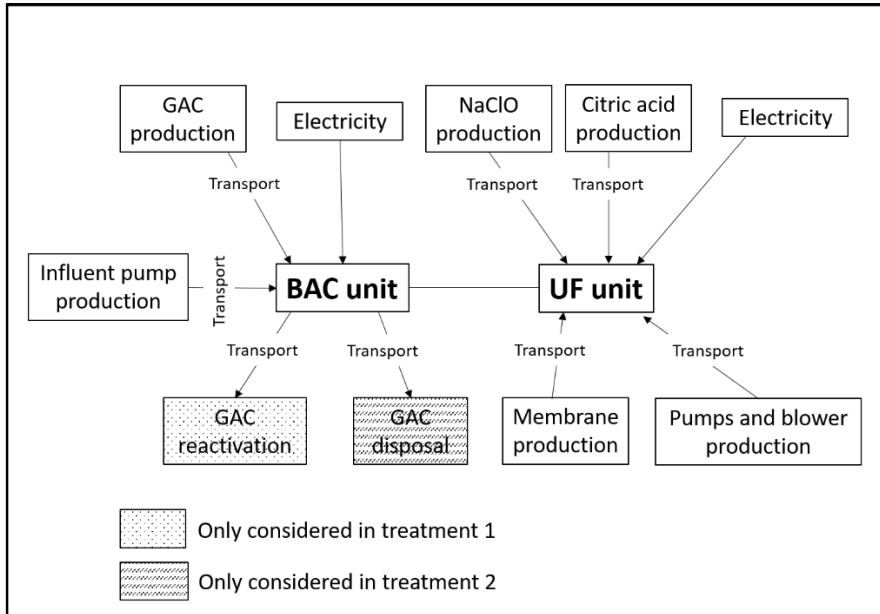 GAC
production
Electricity
NaClO
production
Citric acid
production
Electricity
Transport
Transport
Transport
Influent pump
production
Transport
BAC unit
UF unit
Transport
Transport
Transport
Transport
GAC
reactivation
GAC
disposal
Membrane
production
Pumps and blower
production
Only considered in treatment 1
Only considered in treatment 2